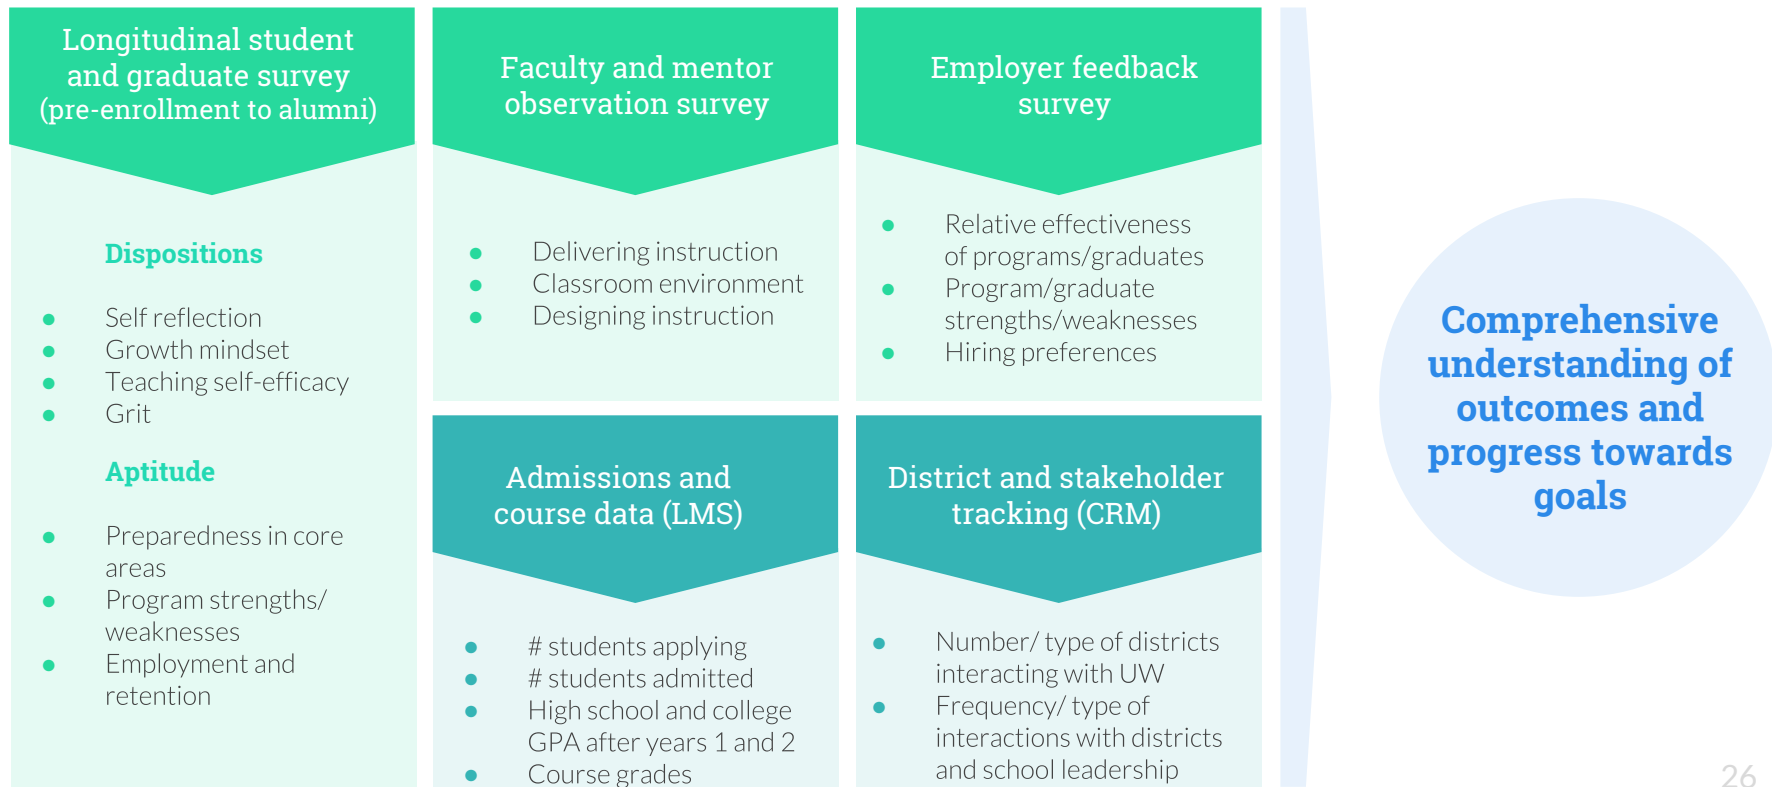 Longitudinal student
and graduate survey
(pre-enrollment to alumni)
Dispositions
● Self reflection
● Growth mindset
● Teaching self-efficacy
● Grit
Aptitude
● Preparedness in core
areas
● Program strengths/
weaknesses
● Employment and
retention
Faculty and mentor
observation survey
● Delivering instruction
● Classroom environment
● Designing instruction
Employer feedback
survey
● Relative effectiveness
of programs/graduates
● Program/graduate
strengths/weaknesses
● Hiring preferences
Admissions and
course data (LMS)
● # students applying
● # students admitted
● High school and college
GPA after years 1 and 2
● Course grades
District and stakeholder
tracking (CRM)
● Number/ type of districts
interacting with UW
● Frequency/ type of
interactions with districts
and school leadership
Comprehensive
understanding of
outcomes and
progress towards
goals
26